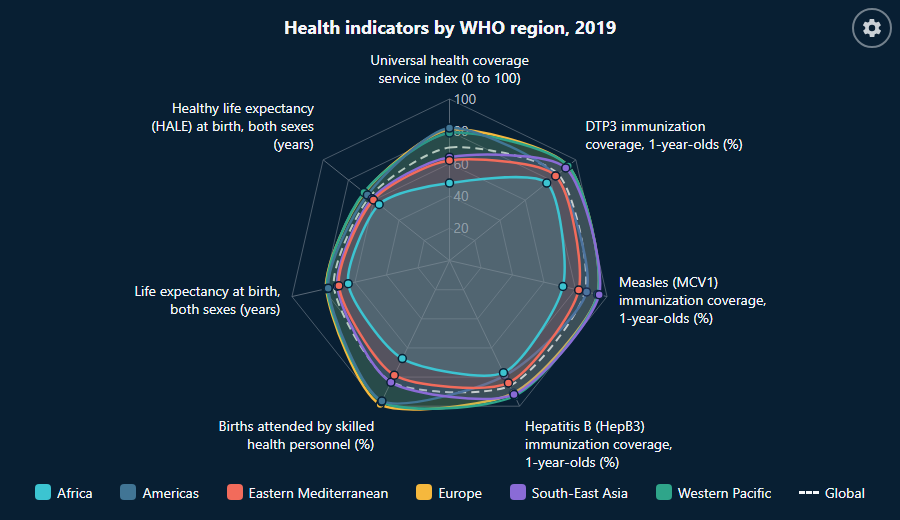 Health indicators by WHO region, 2019
Universal health coverage
service index (0 to 100)
Healthy life expectancy
(HALE) at birth, both sexes
(years)
DTP3 immunization
coverage, 1-year-olds (%)
100
80
60
40
20
Measles (MCV1)
immunization coverage,
1-year-olds (%)
Life expectancy at birth,
both sexes (years)
Births attended by skilled
health personnel (%)
Hepatitis B (HepB3)
immunization coverage,
1-year-olds (%)
Africa Americas Eastern Mediterranean Europe South-East Asia Western Pacific Global